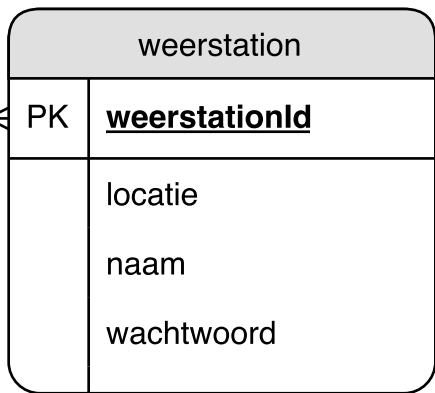 weerstation
PK weerstationId
locatie
naam
wachtwoord